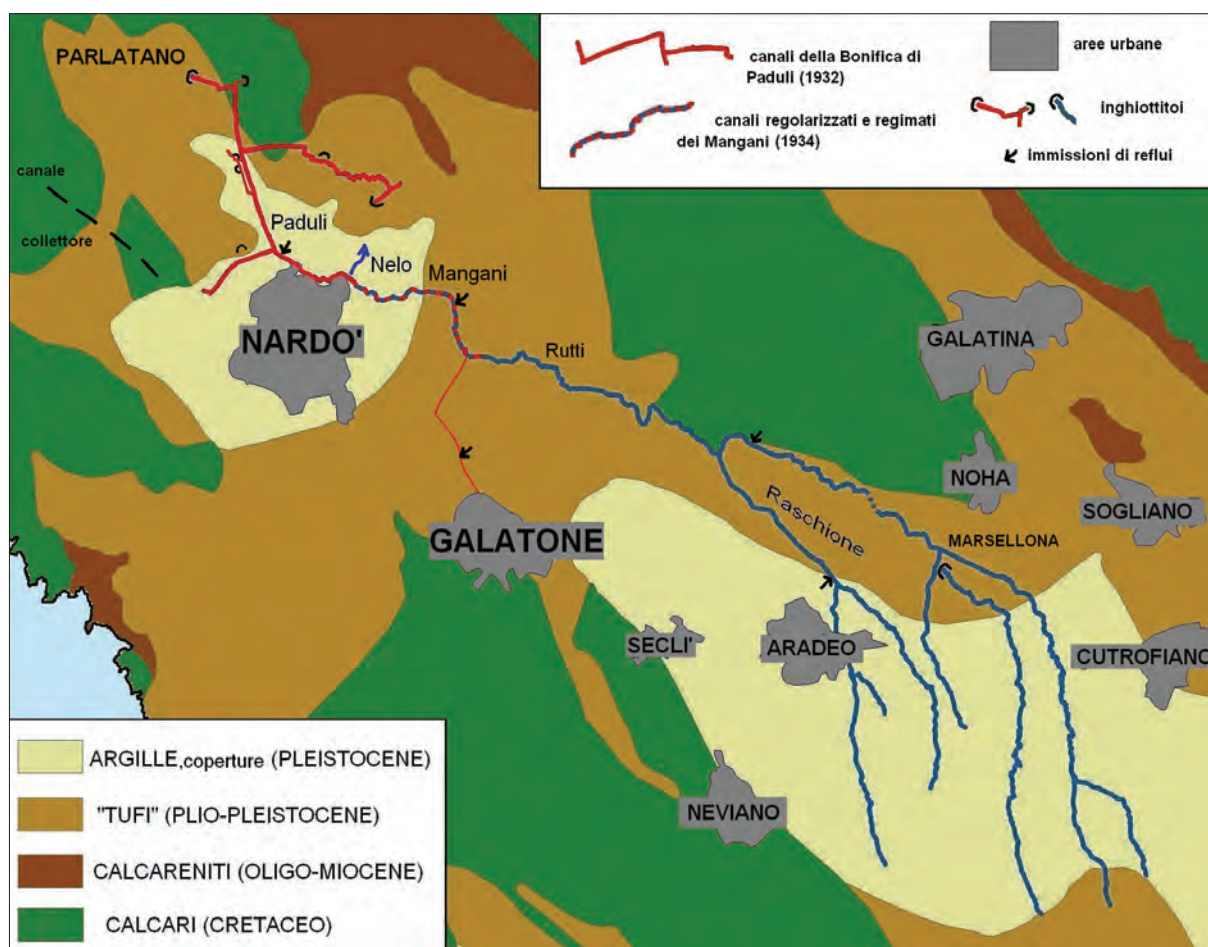 PARLATANO
canale
collettore
Paduli
Nelo
Mangani
NARDO'
Rutti
GALATINA
NOHA
SOGLIANO
Raschione
MARSELLONA
GALATONE
SECLI'
ARADEO
CUTROFIANO
NEVIANO
canali della Bonifica di
Paduli (1932)
canali regolarizzati e regimati
dei Mangani (1934)
aree urbane
inghiottitoi
immissioni di reflui
ARGILLE,coperture (PLEISTOCENE)
"TUFI" (PLIO-PLEISTOCENE)
CALCARENITI (OLIGO-MIOCENE)
CALCARI (CRETACEO)